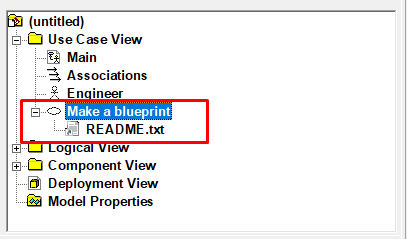 (untitled)
Use Case View
Main
Associations
Engineer
Make a blueprint
README.txt
Logical View
Component View
Deployment View
Model Properties